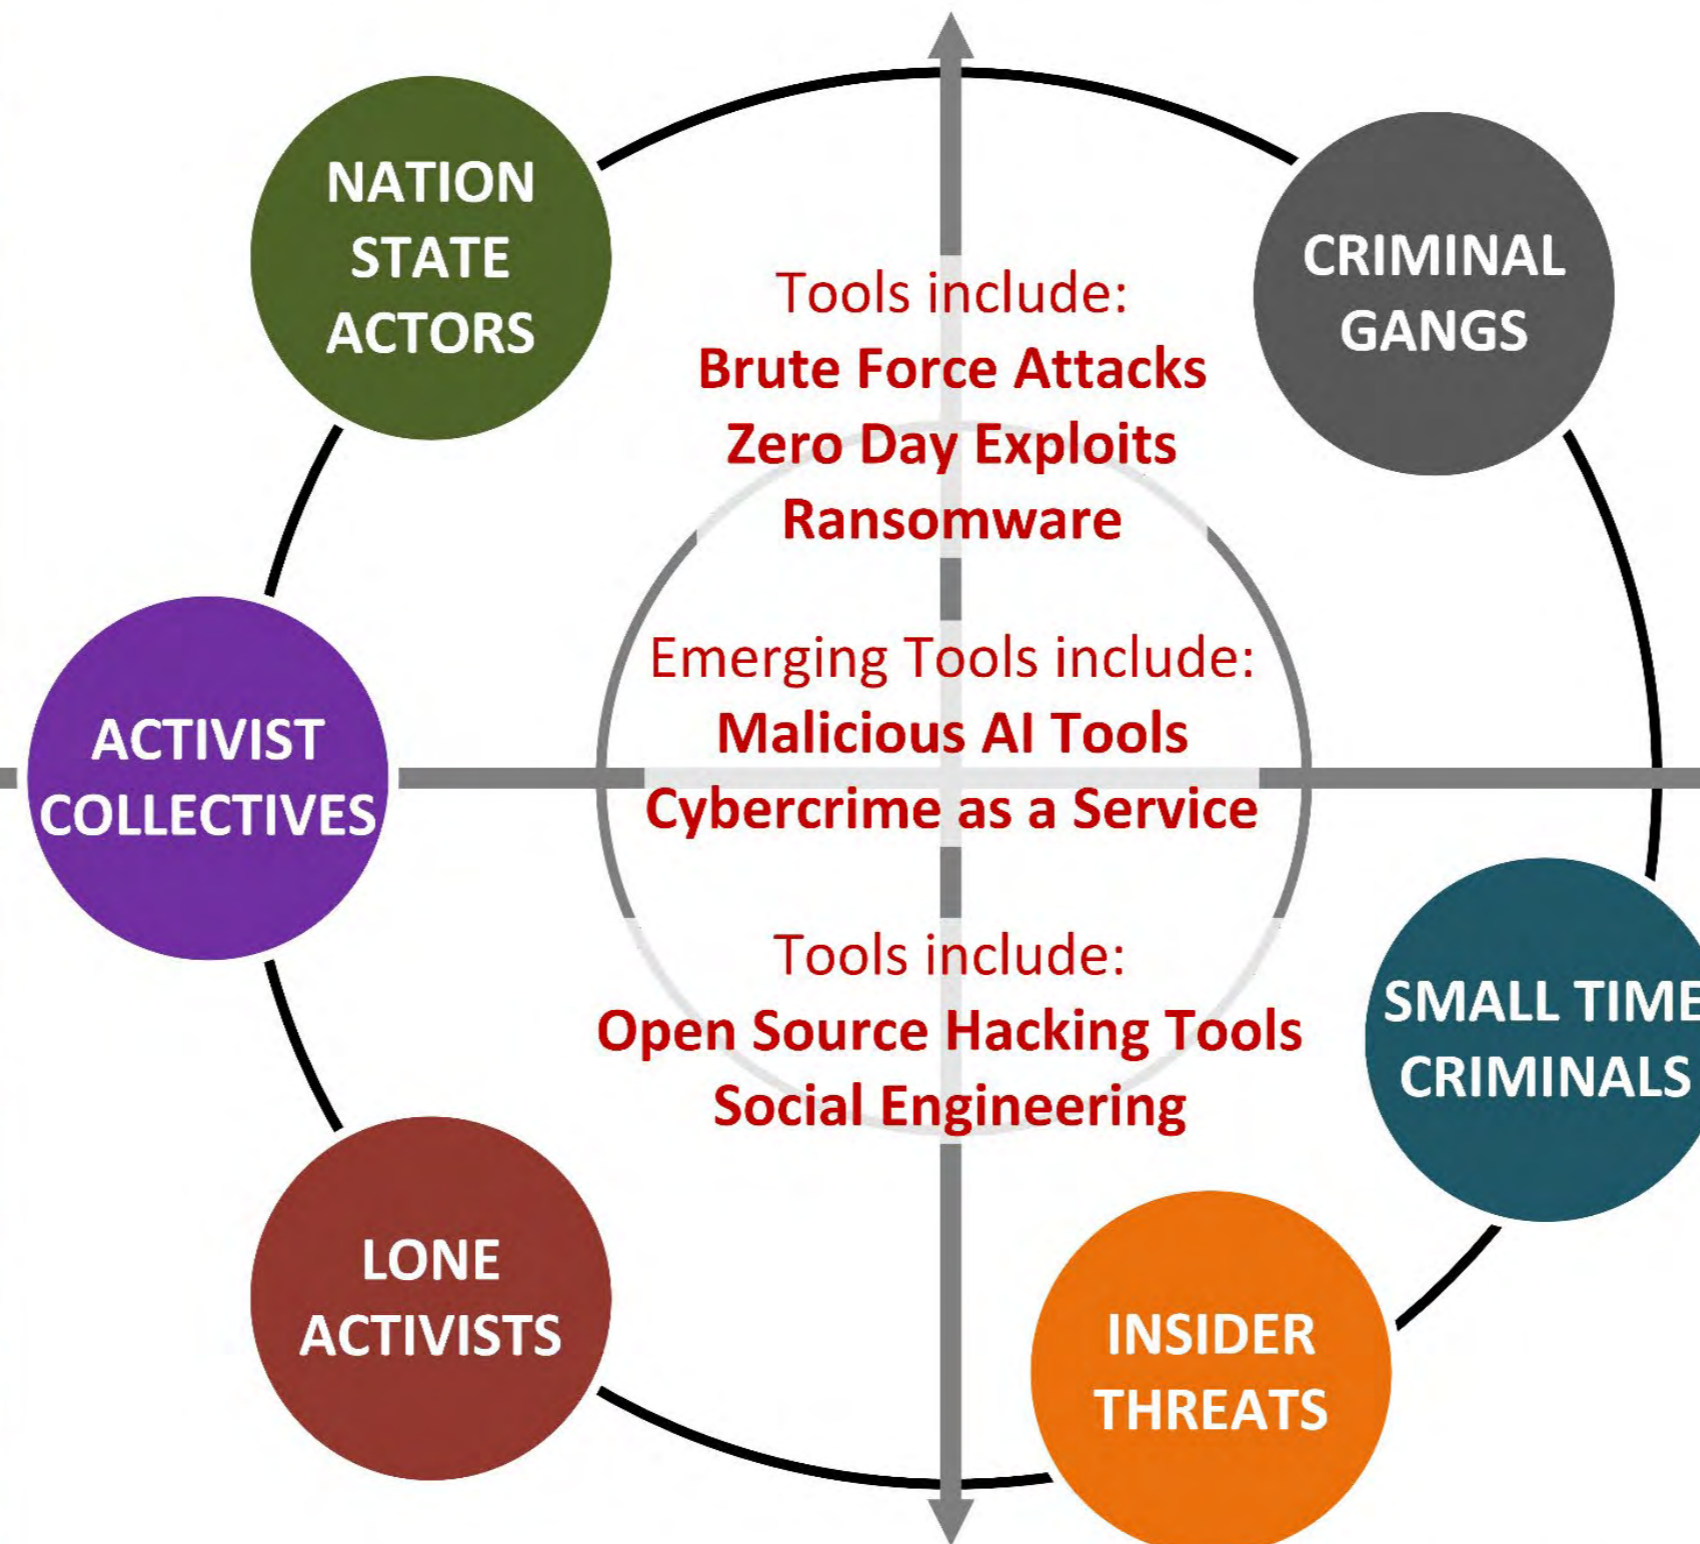 NATION
STATE
ACTORS
CRIMINAL
GANGS
Tools include:
Brute Force Attacks
Zero Day Exploits
Ransomware
Emerging Tools include:
Malicious AI Tools
Cybercrime as a Service
ACTIVIST
COLLECTIVES
Tools include:
Open Source Hacking Tools
Social Engineering
SMALL TIME
CRIMINALS
LONE
ACTIVISTS
INSIDER
THREATS